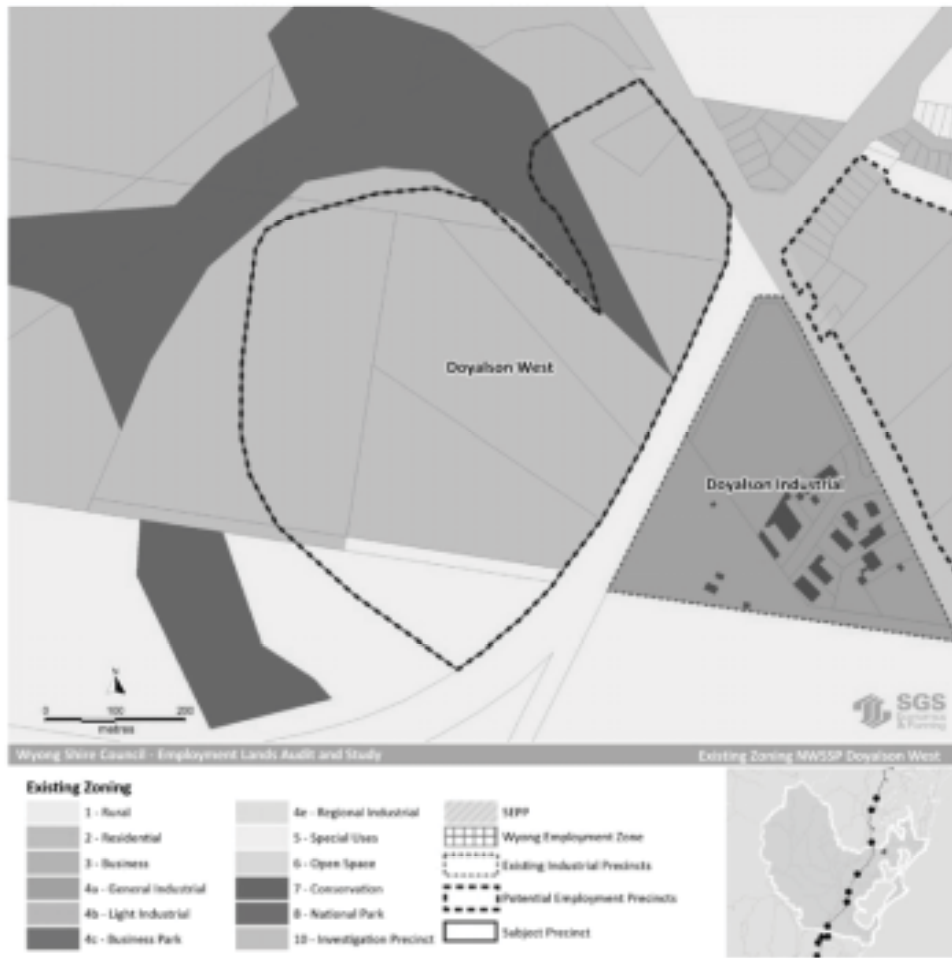 Doyalson West
Doyalson Industrial
N
0 100 200
metres
SGS
Economics
& Planning
Wyong Shire Council - Employment Lands Audit and Study
Existing Zoning NWSSP Doyalson West
Existing Zoning
1 - Rural
2 - Residential
3 - Business
4a - General Industrial
4b - Light Industrial
4c - Business Park
4e - Regional Industrial
5 - Special Uses
6 - Open Space
7 - Conservation
8 - National Park
10 - Investigation Precinct
SEPP
Wyong Employment Zone
Existing Industrial Precincts
Potential Employment Precincts
Subject Precinct